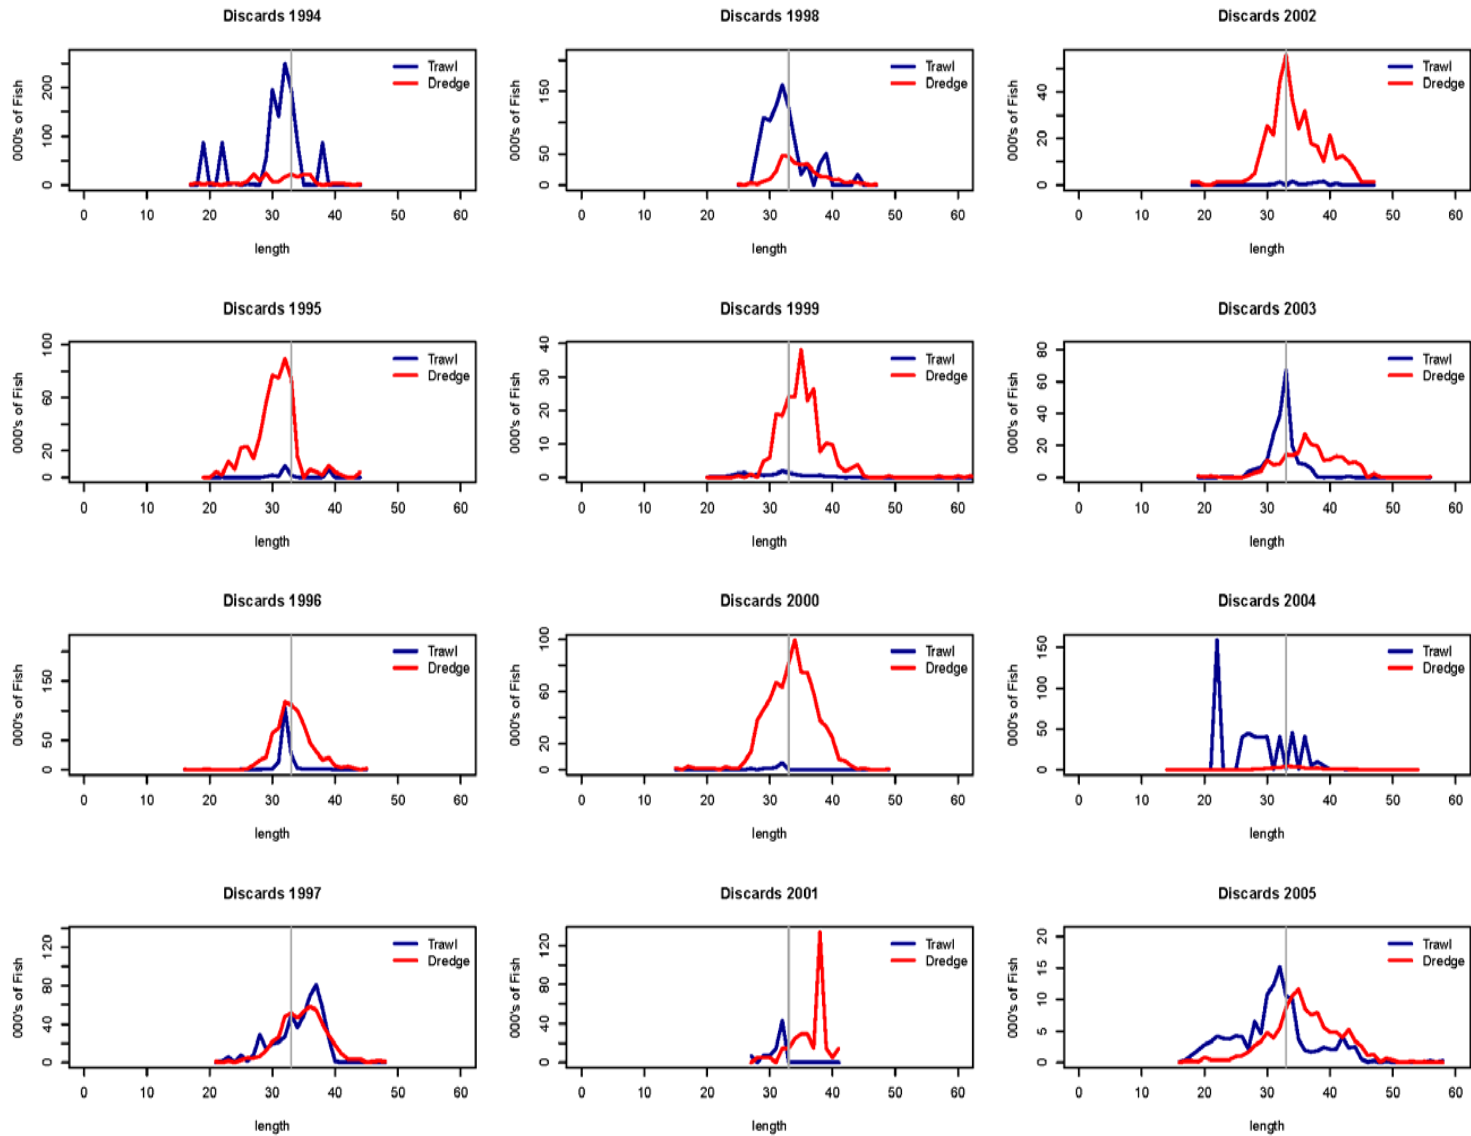 Discards 1994
000's of Fish
0 100 200
Trawl
Dredge
0 10 20 30 40 50 60
length
Discards 1998
000's of Fish
0 50 150
Trawl
Dredge
0 10 20 30 40 50 60
length
Discards 2002
000's of Fish
0 20 40
Trawl
Dredge
0 10 20 30 40 50 60
length
Discards 1995
000's of Fish
0 20 60 100
Trawl
Dredge
0 10 20 30 40 50 60
length
Discards 1999
000's of Fish
0 10 20 30 40
Trawl
Dredge
0 10 20 30 40 50 60
length
Discards 2003
000's of Fish
0 20 40 60 80
Trawl
Dredge
0 10 20 30 40 50 60
length
Discards 1996
000's of Fish
0 50 150
Trawl
Dredge
0 10 20 30 40 50 60
length
Discards 2000
000's of Fish
0 20 60 100
Trawl
Dredge
0 10 20 30 40 50 60
length
Discards 2004
000's of Fish
0 50 100 150
Trawl
Dredge
0 10 20 30 40 50 60
length
Discards 1997
000's of Fish
0 40 80 120
Trawl
Dredge
0 10 20 30 40 50 60
length
Discards 2001
000's of Fish
0 40 80 120
Trawl
Dredge
0 10 20 30 40 50 60
length
Discards 2005
000's of Fish
0 5 10 15 20
Trawl
Dredge
0 10 20 30 40 50 60
length